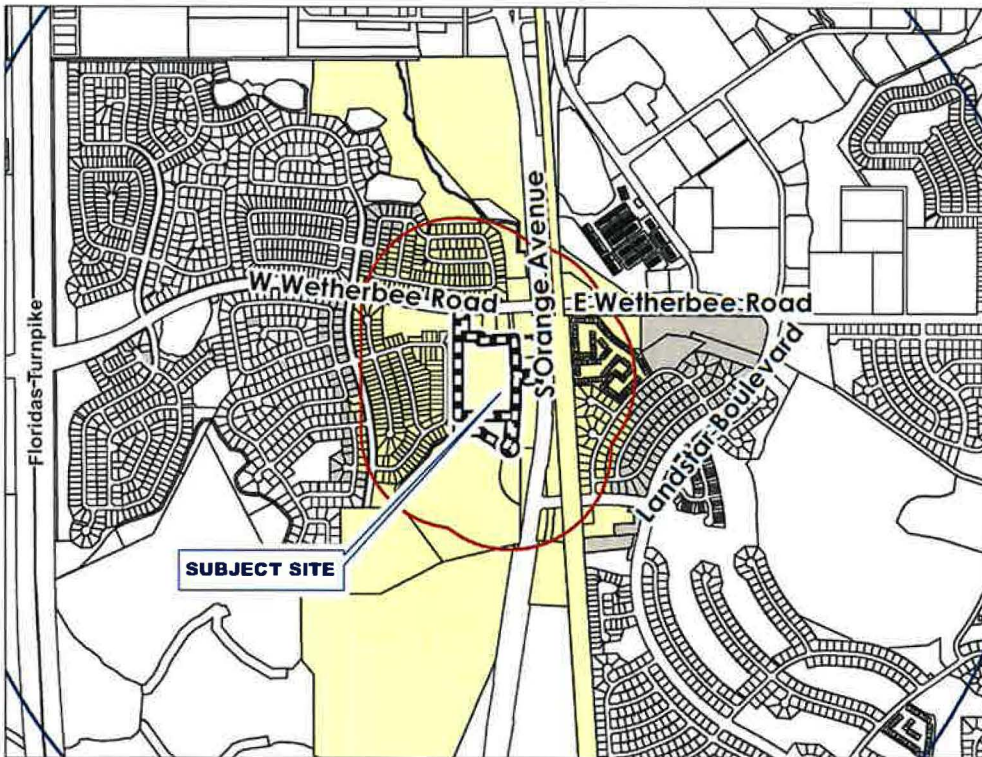 W Wetherbee Road
E Wetherbee Road
S Orange Avenue
Floridas Turnpike
Landstar Boulevard
SUBJECT SITE